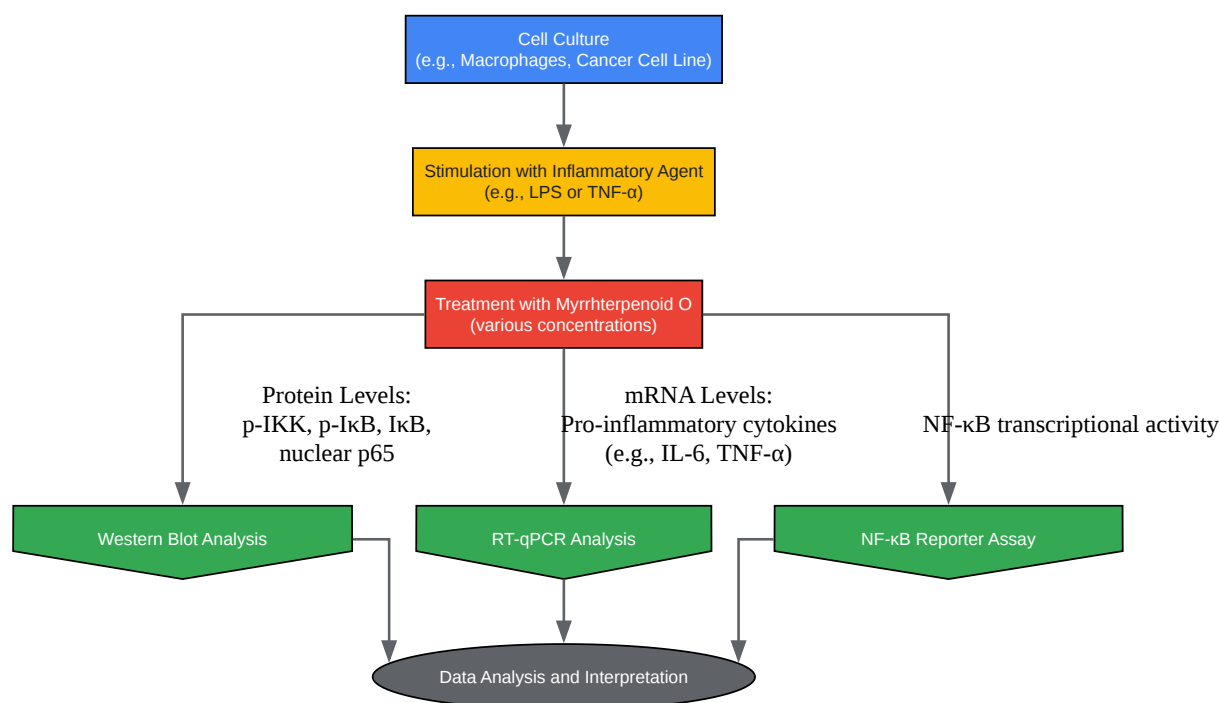 Cell Culture
(e.g., Macrophages, Cancer Cell Line)
Stimulation with Inflammatory Agent
(e.g., LPS or TNF-α)
Treatment with Myrrhterpenoid O
(various concentrations)
Protein Levels:
p-IKK, p-IκB, IκB,
nuclear p65
mRNA Levels:
Pro-inflammatory cytokines
(e.g., IL-6, TNF-α)
NF-κB transcriptional activity
Western Blot Analysis
RT-qPCR Analysis
NF-κB Reporter Assay
Data Analysis and Interpretation